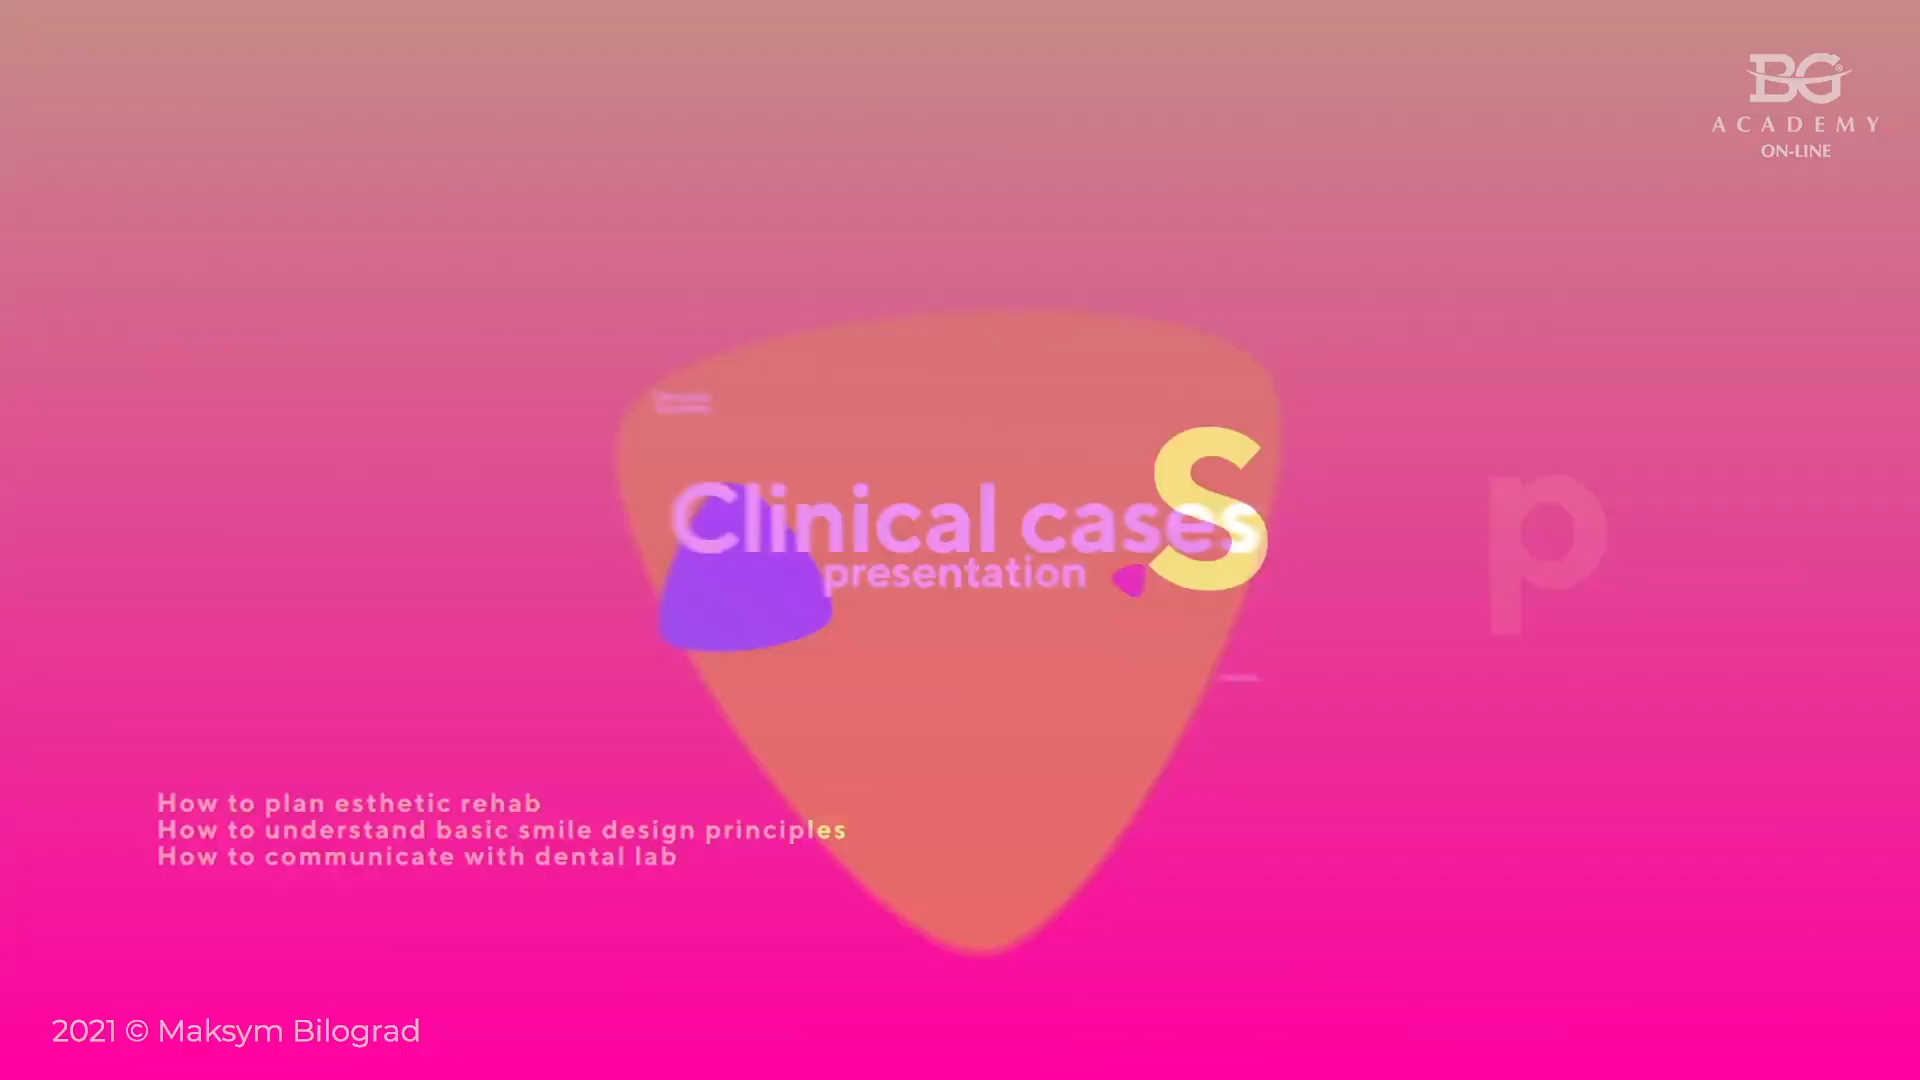 BG®
ACADEMY
ON-LINE
Clinical cases
S
p
presentation
How to plan esthetic rehab
How to understand basic smile design principles
How to communicate with dental lab
2021 © Maksym Bilograd